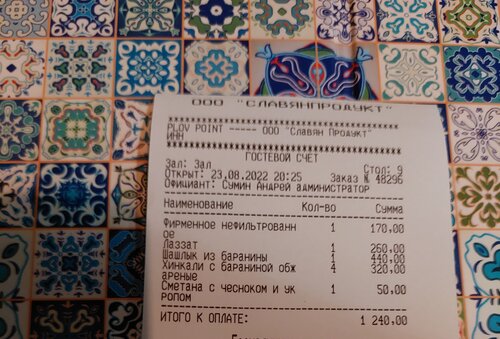 ООО "СЛАВЯНПРОДУКТ"
PLOV POINT ----- ООО "Славян Продукт"
ИНН
ГОСТЕВОЙ СЧЕТ
Зал: Зал Стол: 9
Открыт: 23.08.2022 20:25 Заказ № 48296
Официант: Сумин Андрей администратор
Наименование Кол-во Сумма
Фирменное нефильтрованн 1 170,00
ое
Лаззат 1 260,00
Шашлык из баранины 1 440,00
Хинкали с бараниной обж 4 320,00
ареные
Сметана с чесноком и ук 1 50,00
ропом
ИТОГО К ОПЛАТЕ: 1 240,00